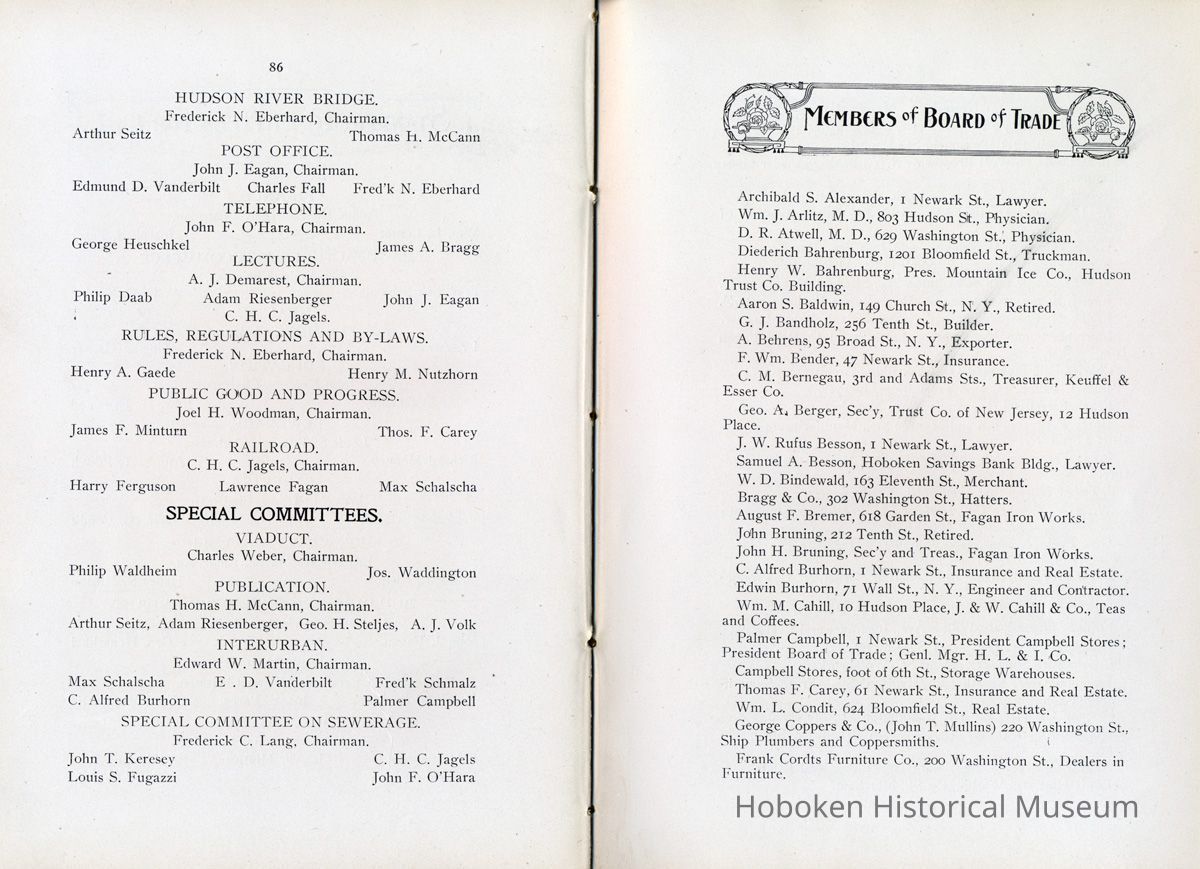 86
HUDSON RIVER BRIDGE.
Frederick N. Eberhard, Chairman.
Arthur Seitz Thomas H. McCann
POST OFFICE.
John J. Eagan, Chairman.
Edmund D. Vanderbilt Charles Fall Fred'k N. Eberhard
TELEPHONE.
John F. O'Hara, Chairman.
George Heuschkel James A. Bragg
LECTURES.
A. J. Demarest, Chairman.
Philip Daab Adam Riesenberger John J. Eagan
C. H. C. Jagels.
RULES, REGULATIONS AND BY-LAWS.
Frederick N. Eberhard, Chairman.
Henry A. Gaede Henry M. Nutzhorn
PUBLIC GOOD AND PROGRESS.
Joel H. Woodman, Chairman.
James F. Minturn Thos. F. Carey
RAILROAD.
C. H. C. Jagels, Chairman.
Harry Ferguson Lawrence Fagan Max Schalscha
SPECIAL COMMITTEES.
VIADUCT.
Charles Weber, Chairman.
Philip Waldheim Jos. Waddington
PUBLICATION.
Thomas H. McCann, Chairman.
Arthur Seitz, Adam Riesenberger, Geo. H. Steljes, A. J. Volk
INTERURBAN.
Edward W. Martin, Chairman.
Max Schalscha E . D. Vanderbilt Fred'k Schmalz
C. Alfred Burhorn Palmer Campbell
SPECIAL COMMITTEE ON SEWERAGE.
Frederick C. Lang, Chairman.
John T. Keresey C. H. C. Jagels
Louis S. Fugazzi John F. O'Hara
MEMBERS of BOARD of TRADE
Archibald S. Alexander, 1 Newark St., Lawyer.
Wm. J. Arlitz, M. D., 803 Hudson St., Physician.
D. R. Atwell, M. D., 629 Washington St., Physician.
Diederich Bahrenburg, 1201 Bloomfield St., Truckman.
Henry W. Bahrenburg, Pres. Mountain Ice Co., Hudson
Trust Co. Building.
Aaron S. Baldwin, 149 Church St., N. Y., Retired.
G. J. Bandholz, 256 Tenth St., Builder.
A. Behrens, 95 Broad St., N. Y., Exporter.
F. Wm. Bender, 47 Newark St., Insurance.
C. M. Bernegau, 3rd and Adams Sts., Treasurer, Keuffel &
Esser Co.
Geo. A. Berger, Sec'y, Trust Co. of New Jersey, 12 Hudson
Place.
J. W. Rufus Besson, 1 Newark St., Lawyer.
Samuel A. Besson, Hoboken Savings Bank Bldg., Lawyer.
W. D. Bindewald, 163 Eleventh St., Merchant.
Bragg & Co., 302 Washington St., Hatters.
August F. Bremer, 618 Garden St., Fagan Iron Works.
John Bruning, 212 Tenth St., Retired.
John H. Bruning, Sec'y and Treas., Fagan Iron Works.
C. Alfred Burhorn, 1 Newark St., Insurance and Real Estate.
Edwin Burhorn, 71 Wall St., N. Y., Engineer and Contractor.
Wm. M. Cahill, 10 Hudson Place, J. & W. Cahill & Co., Teas
and Coffees.
Palmer Campbell, 1 Newark St., President Campbell Stores;
President Board of Trade; Genl. Mgr. H. L. & I. Co.
Campbell Stores, foot of 6th St., Storage Warehouses.
Thomas F. Carey, 61 Newark St., Insurance and Real Estate.
Wm. L. Condit, 624 Bloomfield St., Real Estate.
George Coppers & Co., (John T. Mullins) 220 Washington St.,
Ship Plumbers and Coppersmiths.
Frank Cordts Furniture Co., 200 Washington St., Dealers in
Furniture.
Hoboken Historical Museum